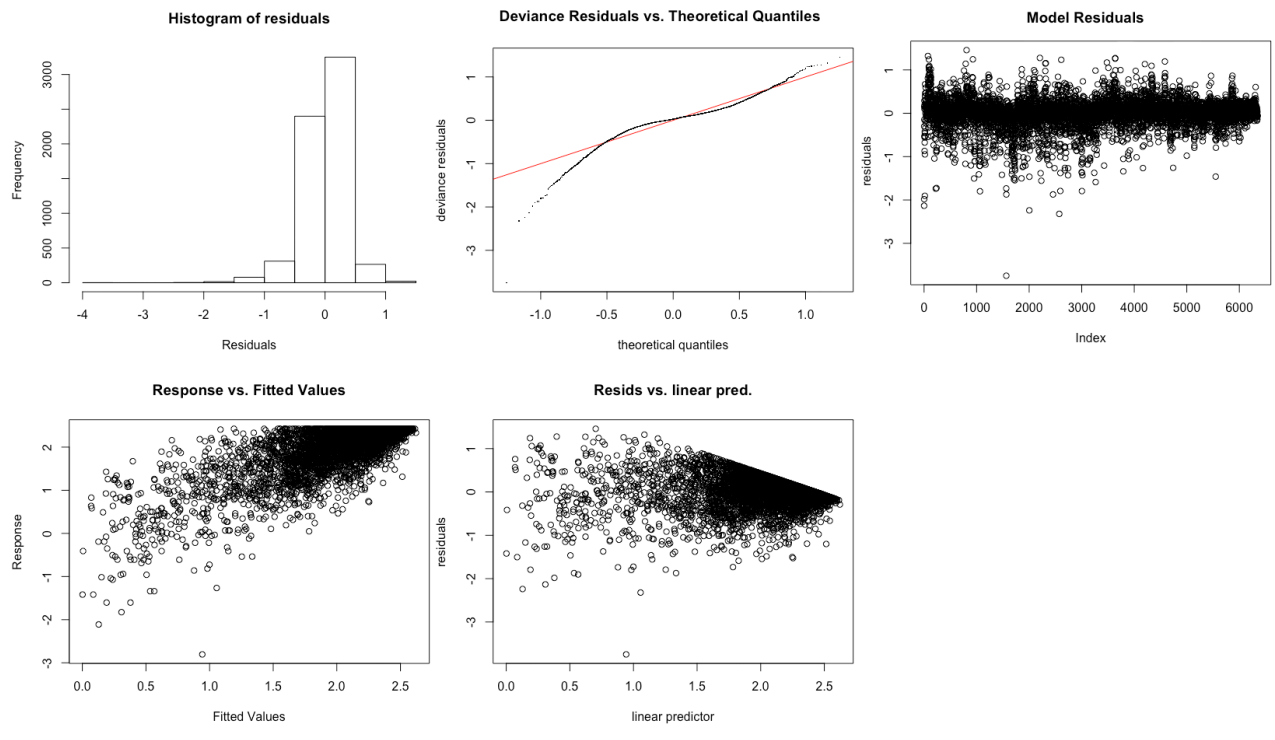 Histogram of residuals
Frequency
0 500 1000 2000 3000
-4 -3 -2 -1 0 1
Residuals
Deviance Residuals vs. Theoretical Quantiles
deviance residuals
-3 -2 -1 0 1
-1.0 -0.5 0.0 0.5 1.0
theoretical quantiles
Model Residuals
residuals
-3 -2 -1 0 1
0 1000 2000 3000 4000 5000 6000
Index
Response vs. Fitted Values
Response
-3 -2 -1 0 1 2
0.0 0.5 1.0 1.5 2.0 2.5
Fitted Values
Resids vs. linear pred.
residuals
-3 -2 -1 0 1
0.0 0.5 1.0 1.5 2.0 2.5
linear predictor